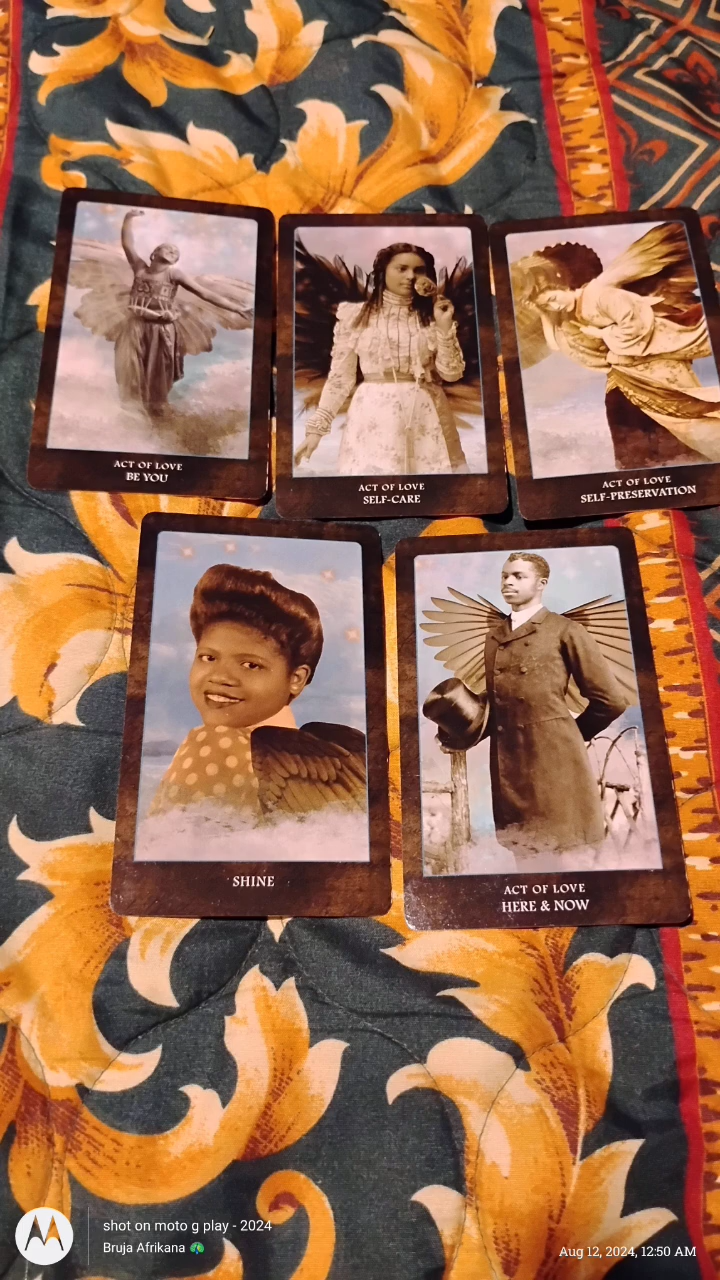 ACT OF LOVE
BE YOU
ACT OF LOVE
SELF-CARE
ACT OF LOVE
SELF-PRESERVATION
SHINE
ACT OF LOVE
HERE & NOW
shot on moto g play - 2024
Bruja Afrikana 🦚
Aug 12, 2024, 12:50 AM